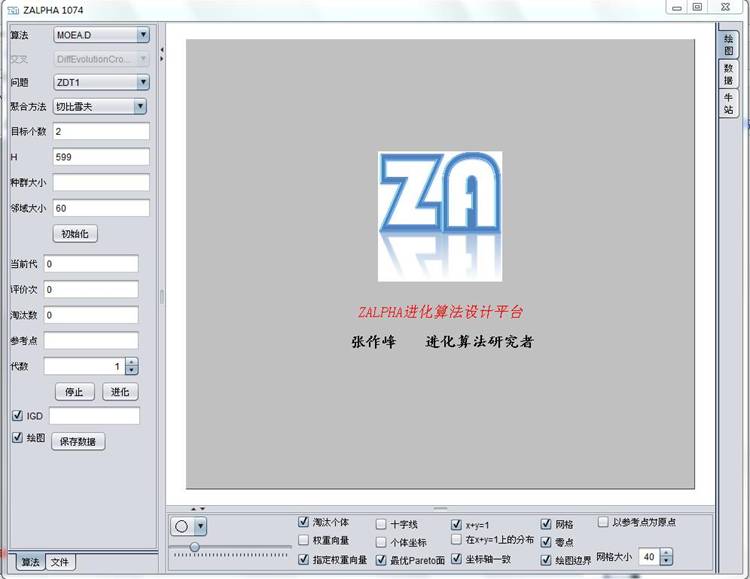 ZALPHA 1074
算法 MOEA.D
交叉 DiffEvolutionCro...
问题 ZDT1
聚合方法 切比雪夫
目标个数 2
H 599
种群大小
邻域大小 60
初始化
当前代 0
评价次 0
淘汰数 0
参考点
代数 1
停止 进化
IGD
绘图 保存数据
算法 文件
ZA
ZALPHA进化算法设计平台
张作峰 进化算法研究者
绘图
数据
牛站
淘汰个体 十字线 x+y=1 网格 以参考点为原点
权重向量 个体坐标 在x+y=1上的分布 零点
指定权重向量 最优Pareto面 坐标轴一致 绘图边界 网格大小 40